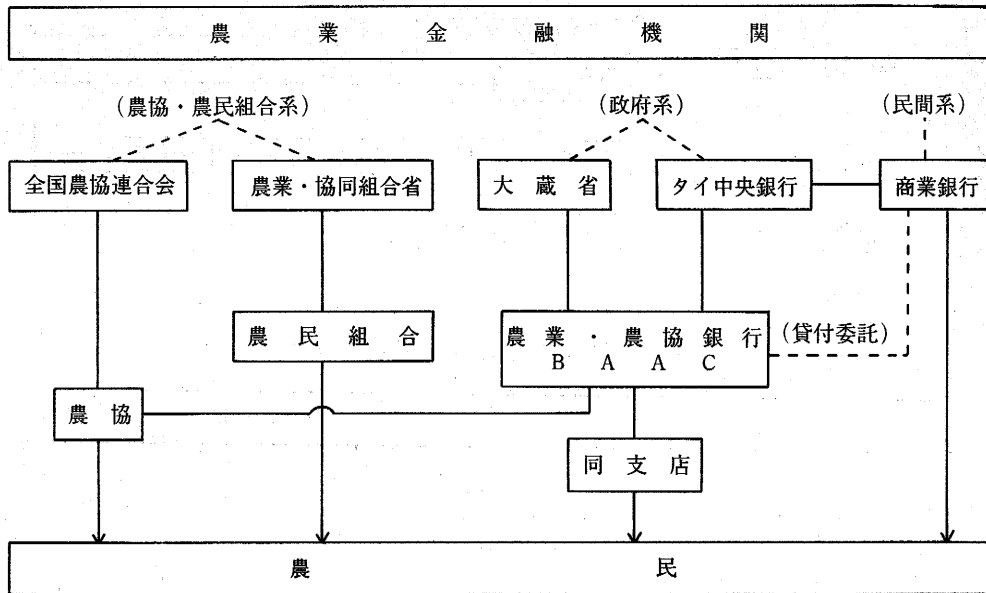 農業金融機関
(農協・農民組合系)
(政府系)
(民間系)
全国農協連合会
農業・協同組合省
大蔵省
タイ中央銀行
商業銀行
農民組合
農業・農協銀行
BAAC
(貸付委託)
農協
同支店
農民